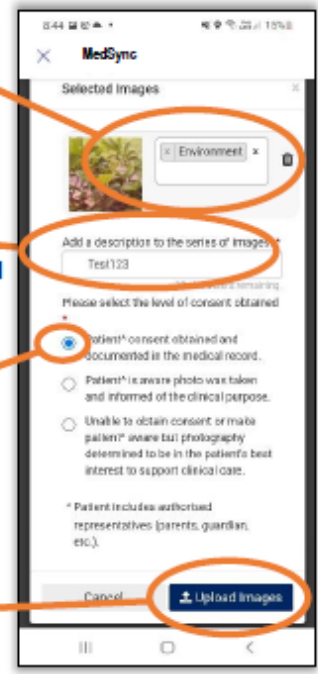 8:44
15%
MedSync
Selected Images
× Environment ×
Add a description to the series of images *
Test123
remaining.
Please select the level of consent obtained
*
Patient^ consent obtained and
documented in the medical record.
Patient^ is aware photo was taken
and informed of the clinical purpose.
Unable to obtain consent or make
patient^ aware but photography
determined to be in the patient's best
interest to support clinical care.
^ Patient includes authorised
representatives (parents, guardian,
etc.).
Cancel
Upload Images